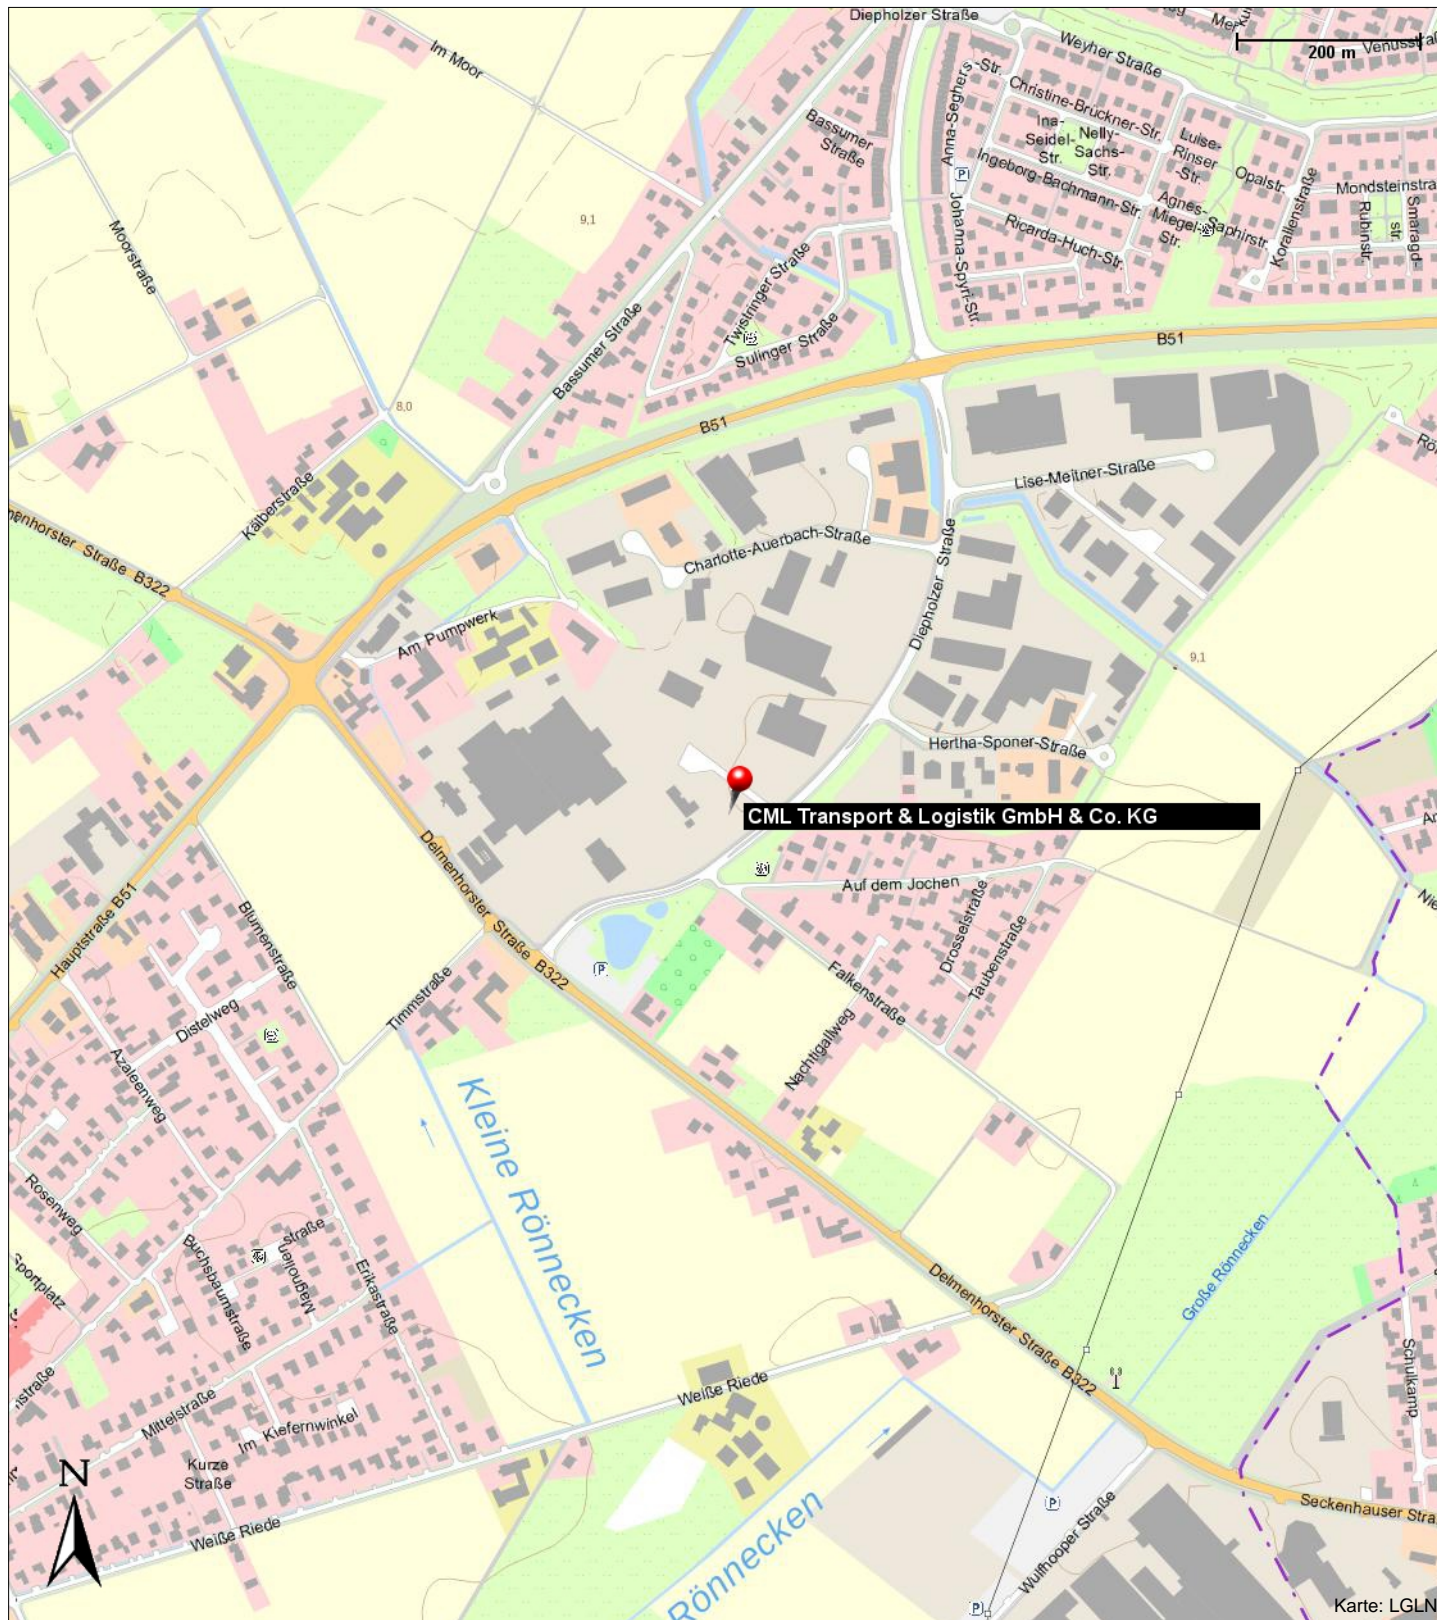 Diepholzer Straße
Weyher Straße
200 m
Im Moor
Anna-Seghers
-Str.
Christine-Brückner-Str.
Bassumer
Straße
Ina-
Seidel-
Str.
Nelly-
Sachs-
Str.
Luise-
Rinser
-Str.
Opalstr.
Ingeborg-Bachmann-Str.
Mondsteinstra
Agnes-
Miegel-
Str.
Saphirstr.
Korallenstraße
Rubinstr.
Smaragd-
str.
Johanna-Spyri-Str.
Ricarda-Huch-Str.
9,1
Moorstraße
Twistringer Straße
Sulinger Straße
Bassumer Straße
B51
8,0
B51
Lise-Meitner-Straße
Kälberstraße
menhorster Straße B322
Charlotte-Auerbach-Straße
Diepholzer Straße
Am Pumpwerk
9,1
Hertha-Sponer-Straße
CML Transport & Logistik GmbH & Co. KG
Delmenhorster Straße B322
Auf dem Jochen
Drosselstraße
Taubenstraße
Hauptstraße B51
Blumenstraße
Falkenstraße
Timmstraße
Distelweg
Nachtigallweg
Azaleenweg
Kleine Rönnecken
Rosenweg
Buchsbaumstraße
Magnolien
straße
Sportplatz
Erikastraße
Große Rönnecken
Delmenhorster Straße B322
Schulkamp
Mittelstraße
Weiße Riede
Im Kiefernwinkel
Kurze
Straße
N
Weiße Riede
Rönnecken
Wulfhooper Straße
Seckenhauser Stra
Karte: LGLN